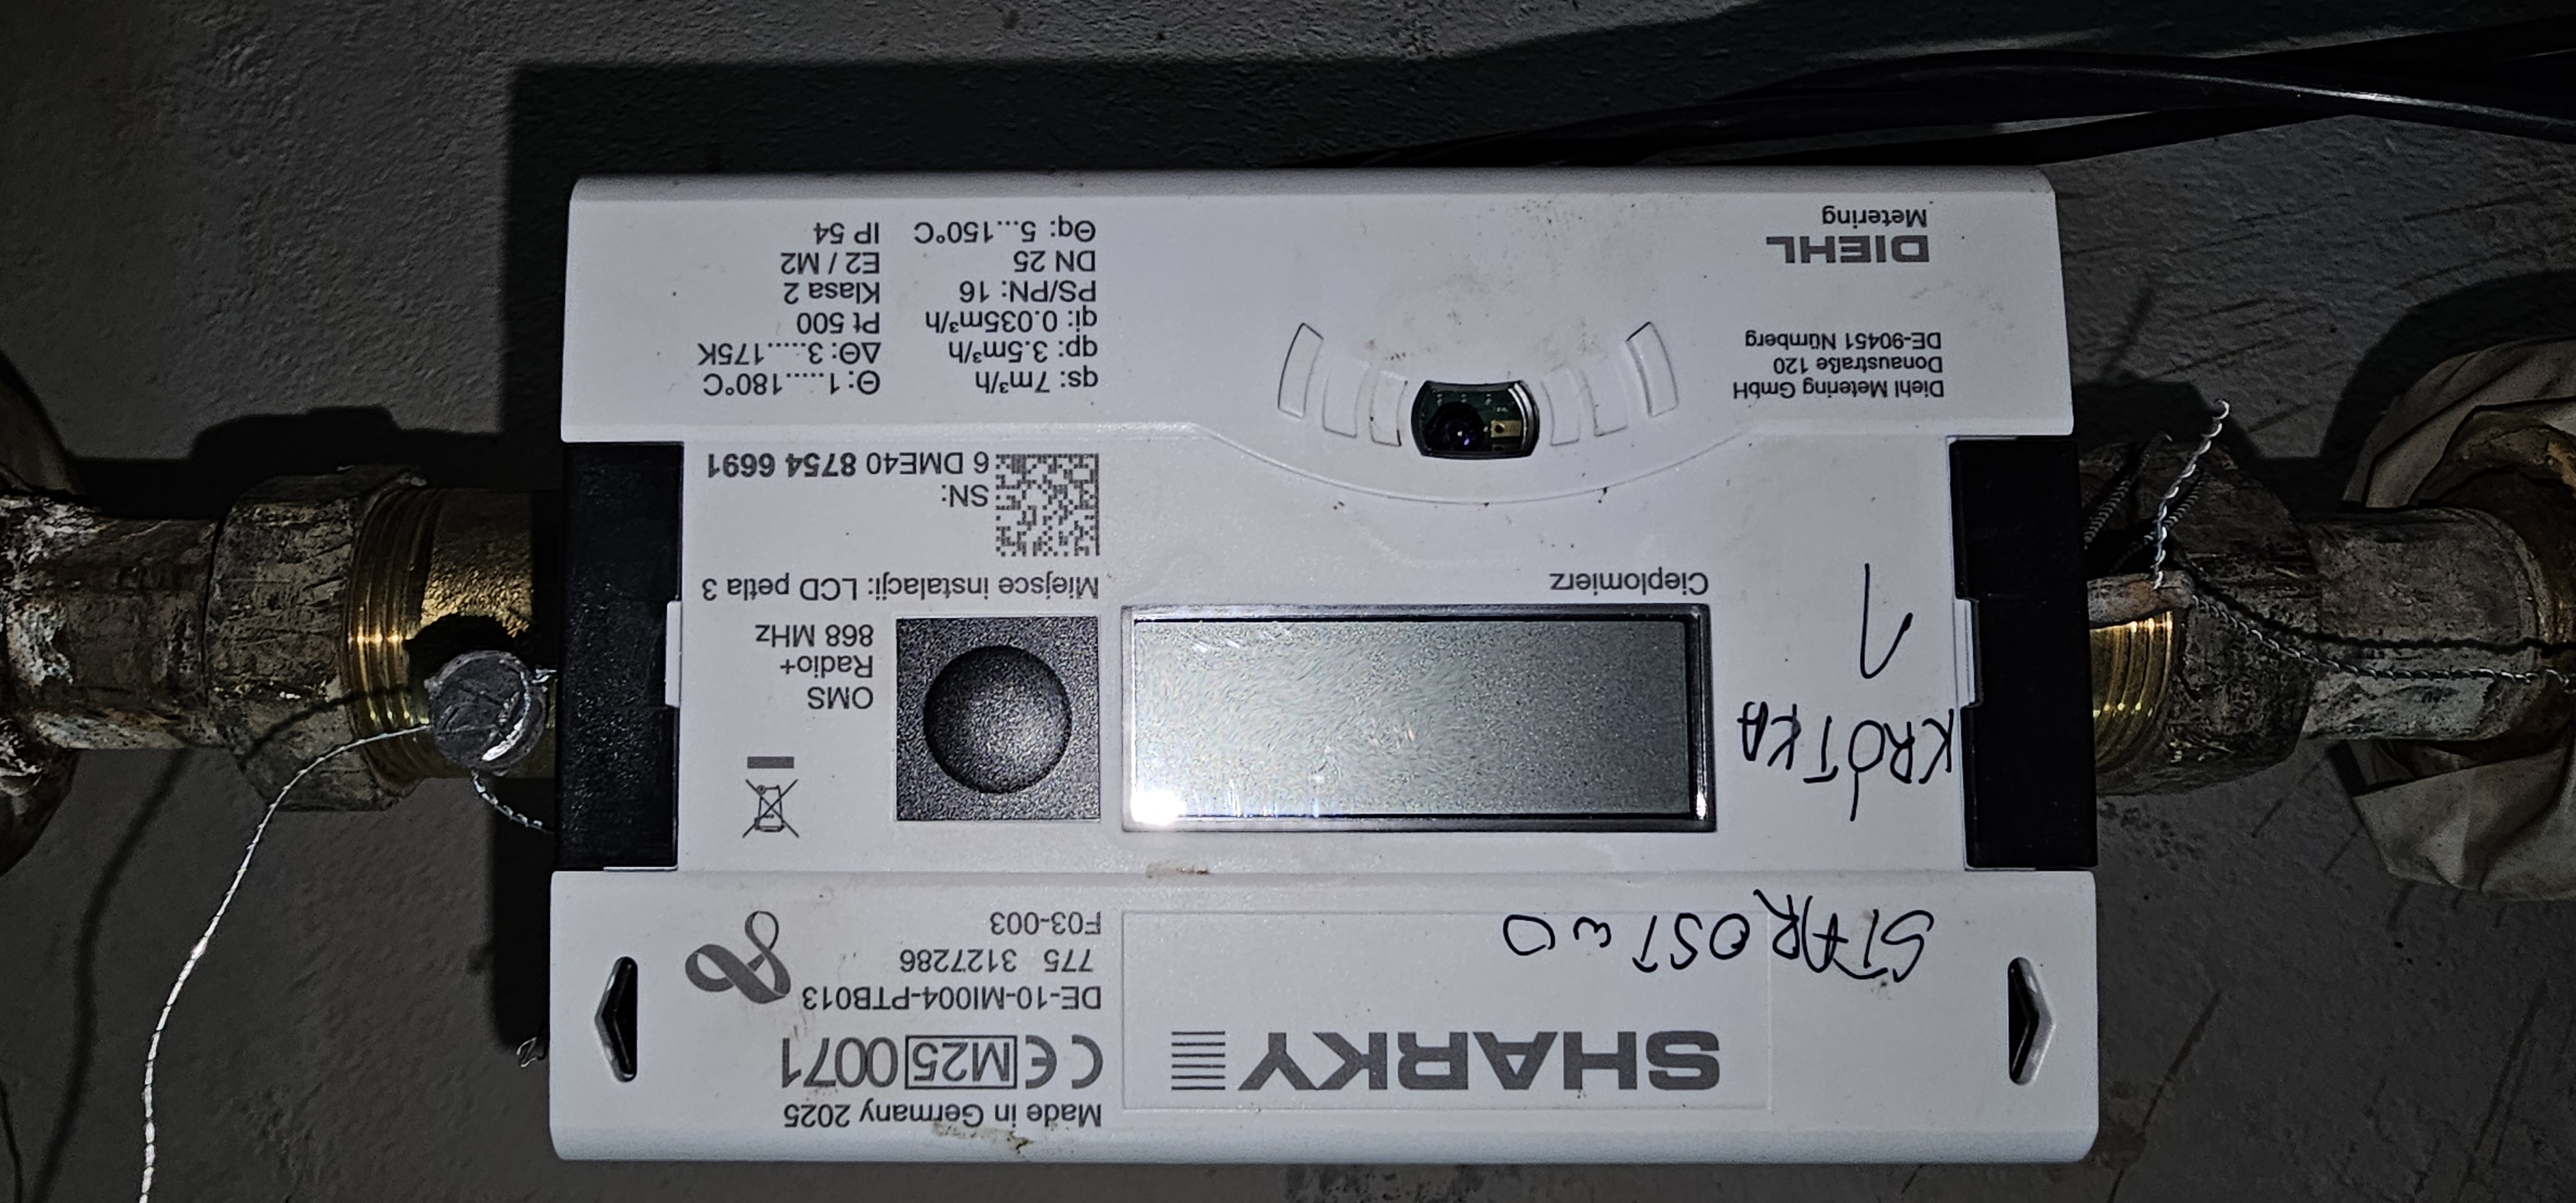 Made in Germany 2025
CE M25 0071
DE-10-MI004-PTB013
775 3127286
F03-003
SHARKY
STAROSTWO
KRÓTKA
1
OMS
Radio+
868 MHz
Miejsce instalacji: LCD pętla 3
SN:
6 DME40 8754 6691
Ciepłomierz
qs: 7m³/h
qp: 3.5m³/h
qi: 0.035m³/h
PS/PN: 16
DN 25
Θq: 5...150°C
Θ: 1.....180°C
ΔΘ: 3.....175K
Pt 500
Klasa 2
E2 / M2
IP 54
Diehl Metering GmbH
Donaustraße 120
DE-90451 Nürnberg
DIEHL
Metering